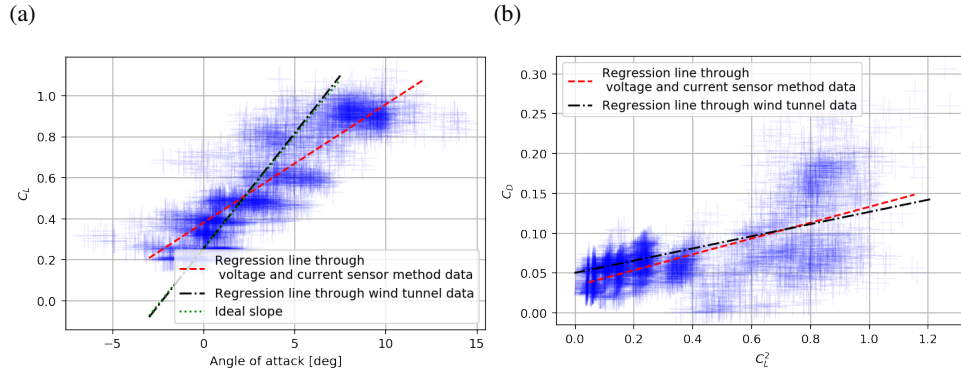 (a)
(b)
1.0
0.8
0.6
0.4
0.2
0.0
C_L
−5
0
5
10
15
Angle of attack [deg]
Regression line through
voltage and current sensor method data
Regression line through wind tunnel data
Ideal slope
0.30
0.25
0.20
0.15
0.10
0.05
0.00
C_D
0.0
0.2
0.4
0.6
0.8
1.0
1.2
C_L^2
Regression line through
voltage and current sensor method data
Regression line through wind tunnel data